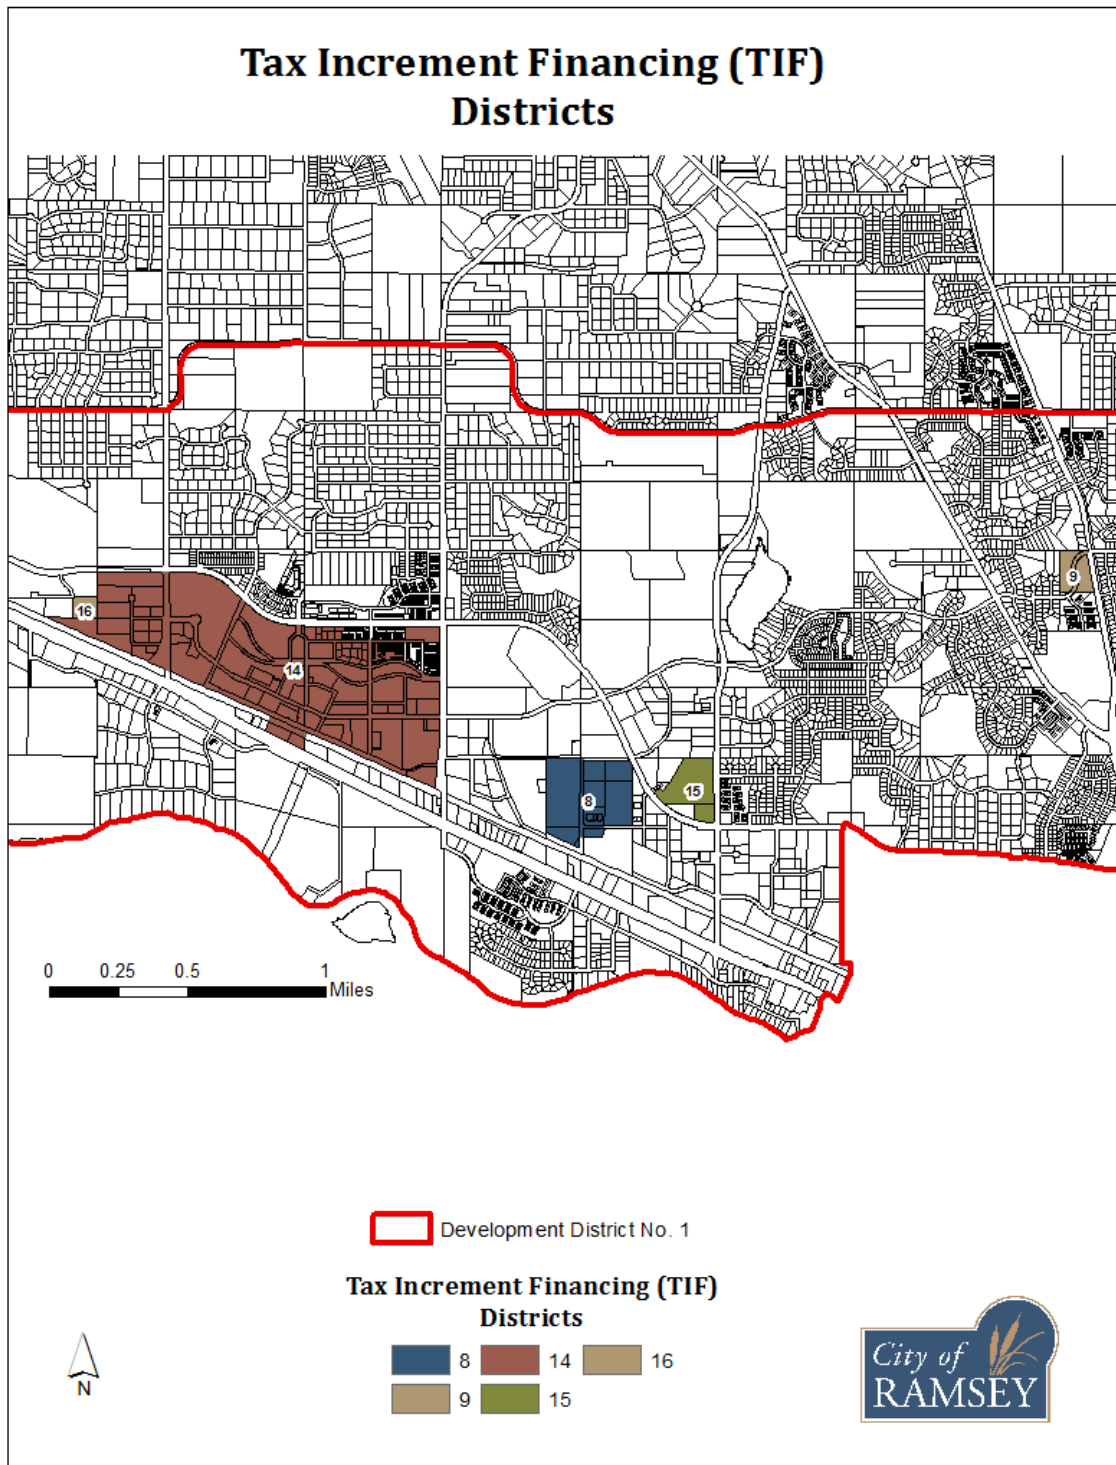 Tax Increment Financing (TIF)
Districts
9
16
14
8
15
0 0.25 0.5 1
Miles
Development District No. 1
Tax Increment Financing (TIF)
Districts
8 14 16
9 15
N
City of
RAMSEY